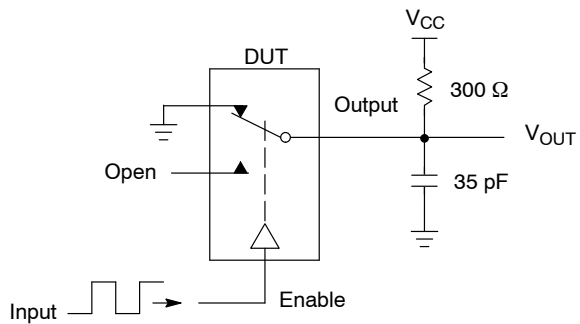 VCC
DUT
300 Ω
Output
VOUT
Open
35 pF
Input
Enable